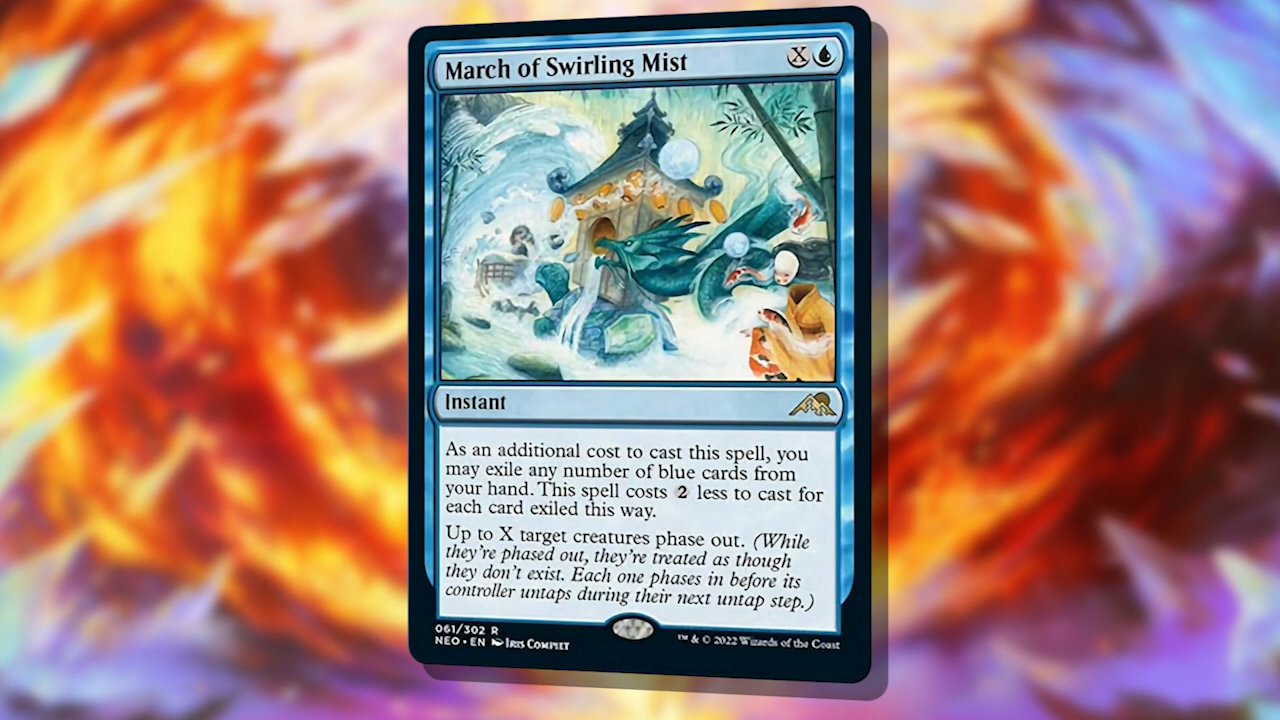 March of Swirling Mist X
Instant
As an additional cost to cast this spell, you
may exile any number of blue cards from
your hand. This spell costs 2 less to cast for
each card exiled this way.
Up to X target creatures phase out. (While
they're phased out, they're treated as though
they don't exist. Each one phases in before its
controller untaps during their next untap step.)
061/302 R
NEO • EN Iris Compiet
™ & © 2022 Wizards of the Coast